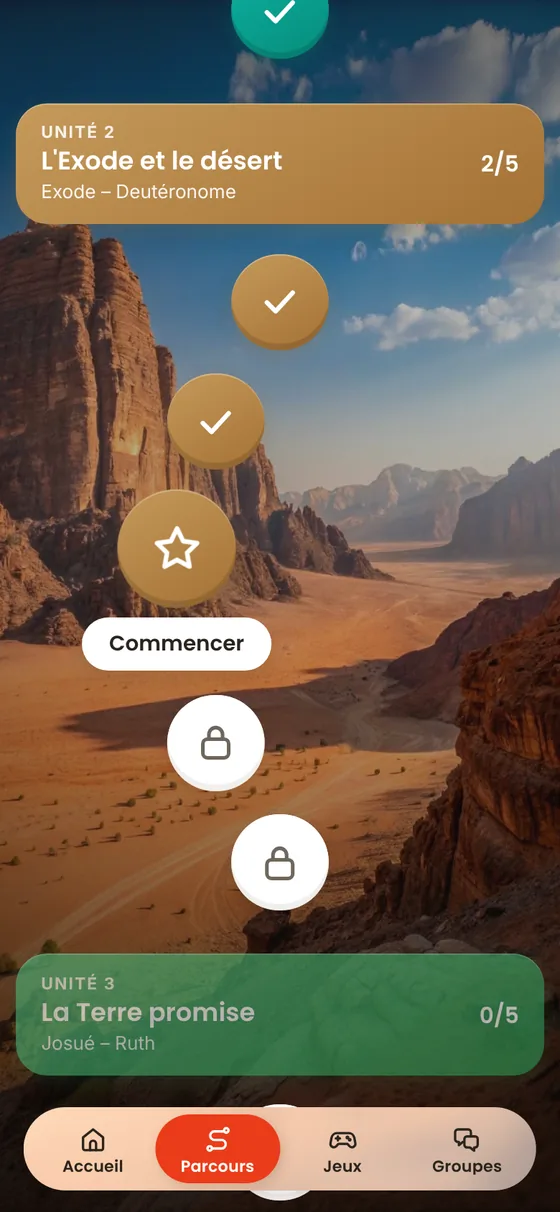 UNITÉ 2
L'Exode et le désert
2/5
Exode – Deutéronome
Commencer
UNITÉ 3
La Terre promise
0/5
Josué – Ruth
Accueil
Parcours
Jeux
Groupes